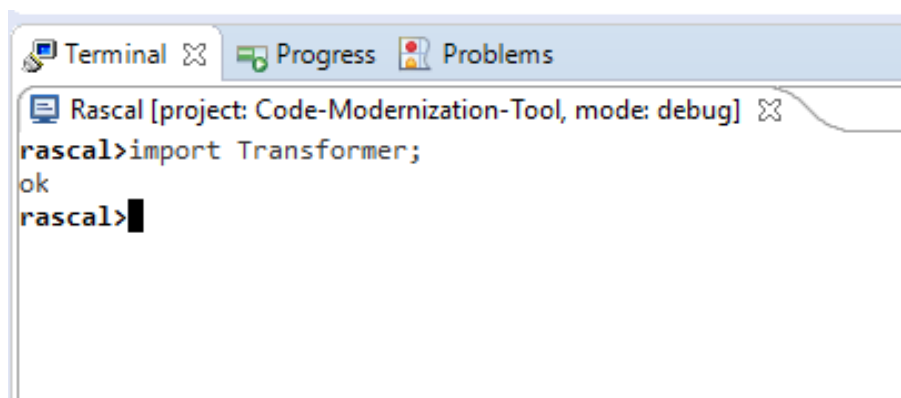 Terminal Progress Problems
Rascal [project: Code-Modernization-Tool, mode: debug]
rascal>import Transformer;
ok
rascal>